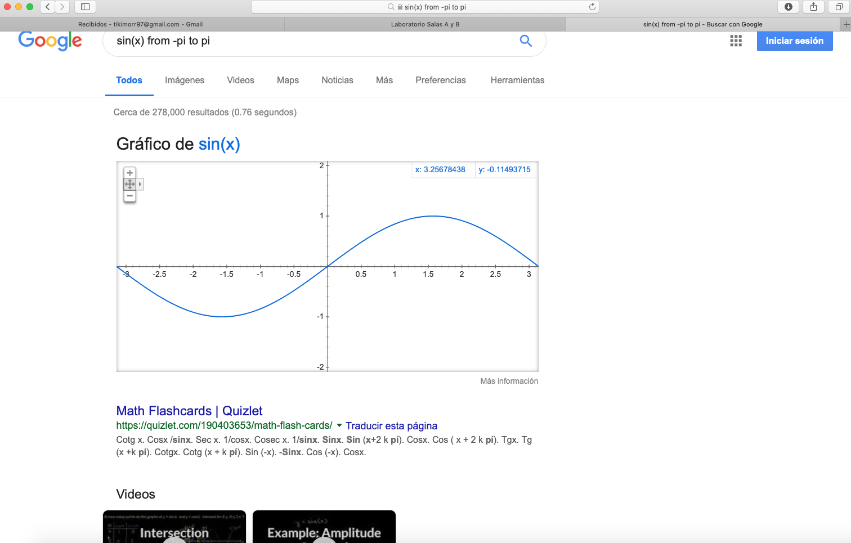 sin(x) from -pi to pi
Recibidos - tlkimorr97@gmail.com - Gmail
Laboratorio Salas A y B
sin(x) from -pi to pi - Buscar con Google
Google
sin(x) from -pi to pi
Iniciar sesión
Todos Imágenes Videos Maps Noticias Más Preferencias Herramientas
Cerca de 278,000 resultados (0.76 segundos)
Gráfico de sin(x)
x: 3.25678438 y: -0.11493715
2
1
-3 -2.5 -2 -1.5 -1 -0.5 0.5 1 1.5 2 2.5 3
-1
-2
Más información
Math Flashcards | Quizlet
https://quizlet.com/190403653/math-flash-cards/ Traducir esta página
Cotg x. Cosx /sinx. Sec x. 1/cosx. Cosec x. 1/sinx. Sinx. Sin (x+2 k pi). Cosx. Cos ( x + 2 k pi). Tgx. Tg
(x +k pi). Cotgx. Cotg (x + k pi). Sin (-x). -Sinx. Cos (-x). Cosx.
Videos
Intersection
Example: Amplitude